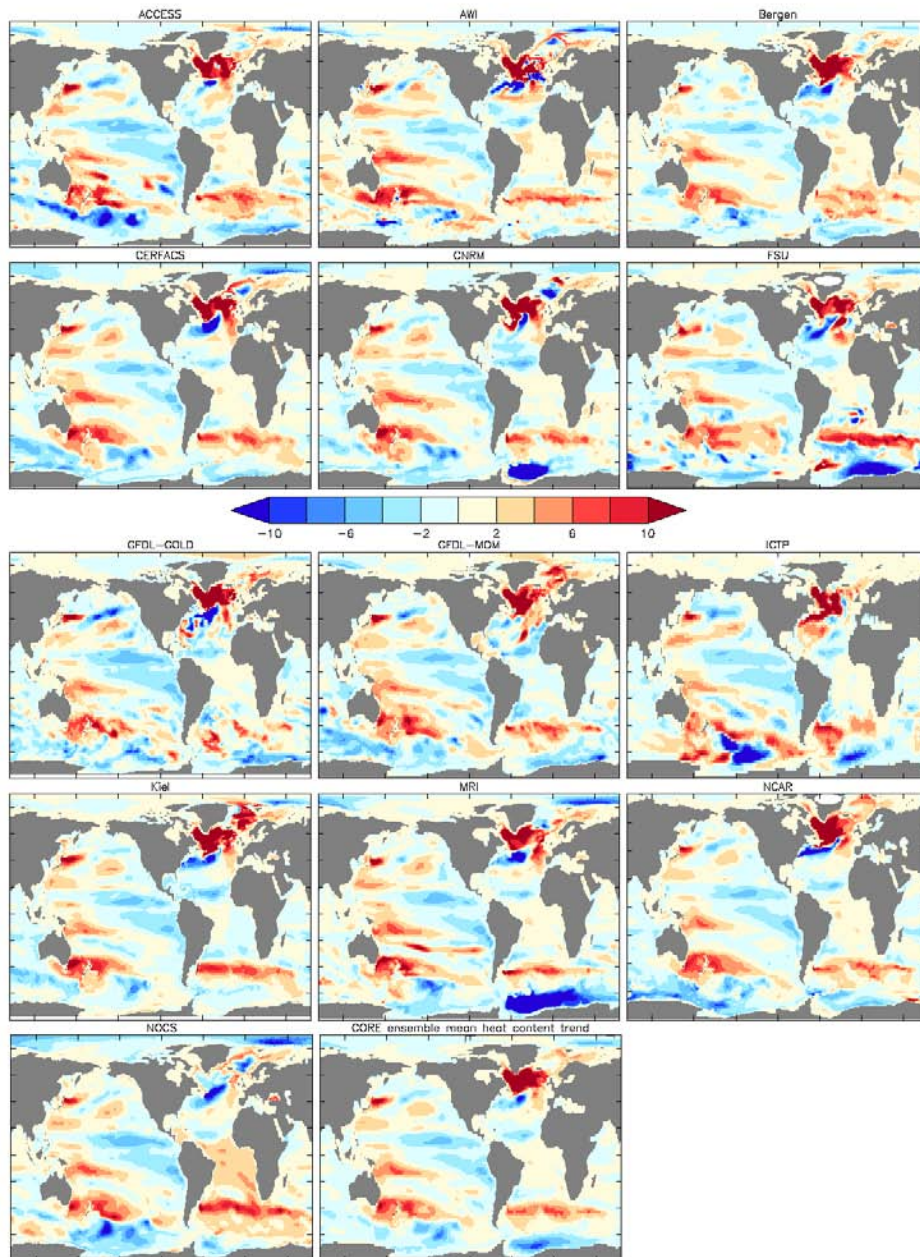 ACCESS
AWI
Bergen
CERFACS
CNRM
FSU
−10 −6 −2 2 6 10
GFDL-GOLD
GFDL-MOM
ICTP
Kiel
MRI
NCAR
NOCS
CORE ensemble mean heat content trend